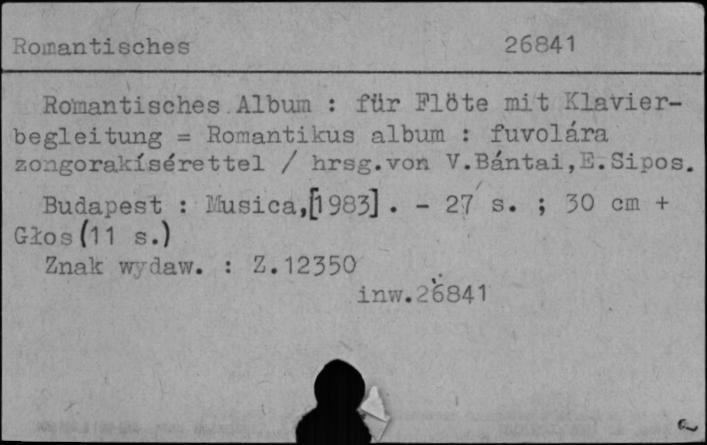 Romantisches 26841
Romantisches Album : für Flöte mit Klavier-
begleitung = Romantikus album : fuvolára
zongorakísérettel / hrsg.von V.Bántai,E.Sipos.
Budapest : Musica,[1983] . - 27 s. ; 30 cm +
Głos (11 s.)
Znak wydaw. : Z.12350
inw.26841